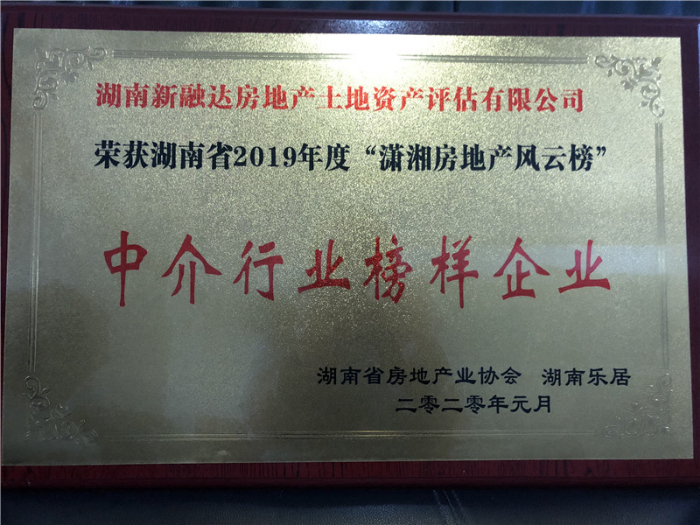 湖南新融达房地产土地资产评估有限公司
荣获湖南省2019年度“潇湘房地产风云榜”
中介行业榜样企业
湖南省房地产业协会 湖南乐居
二零二零年元月